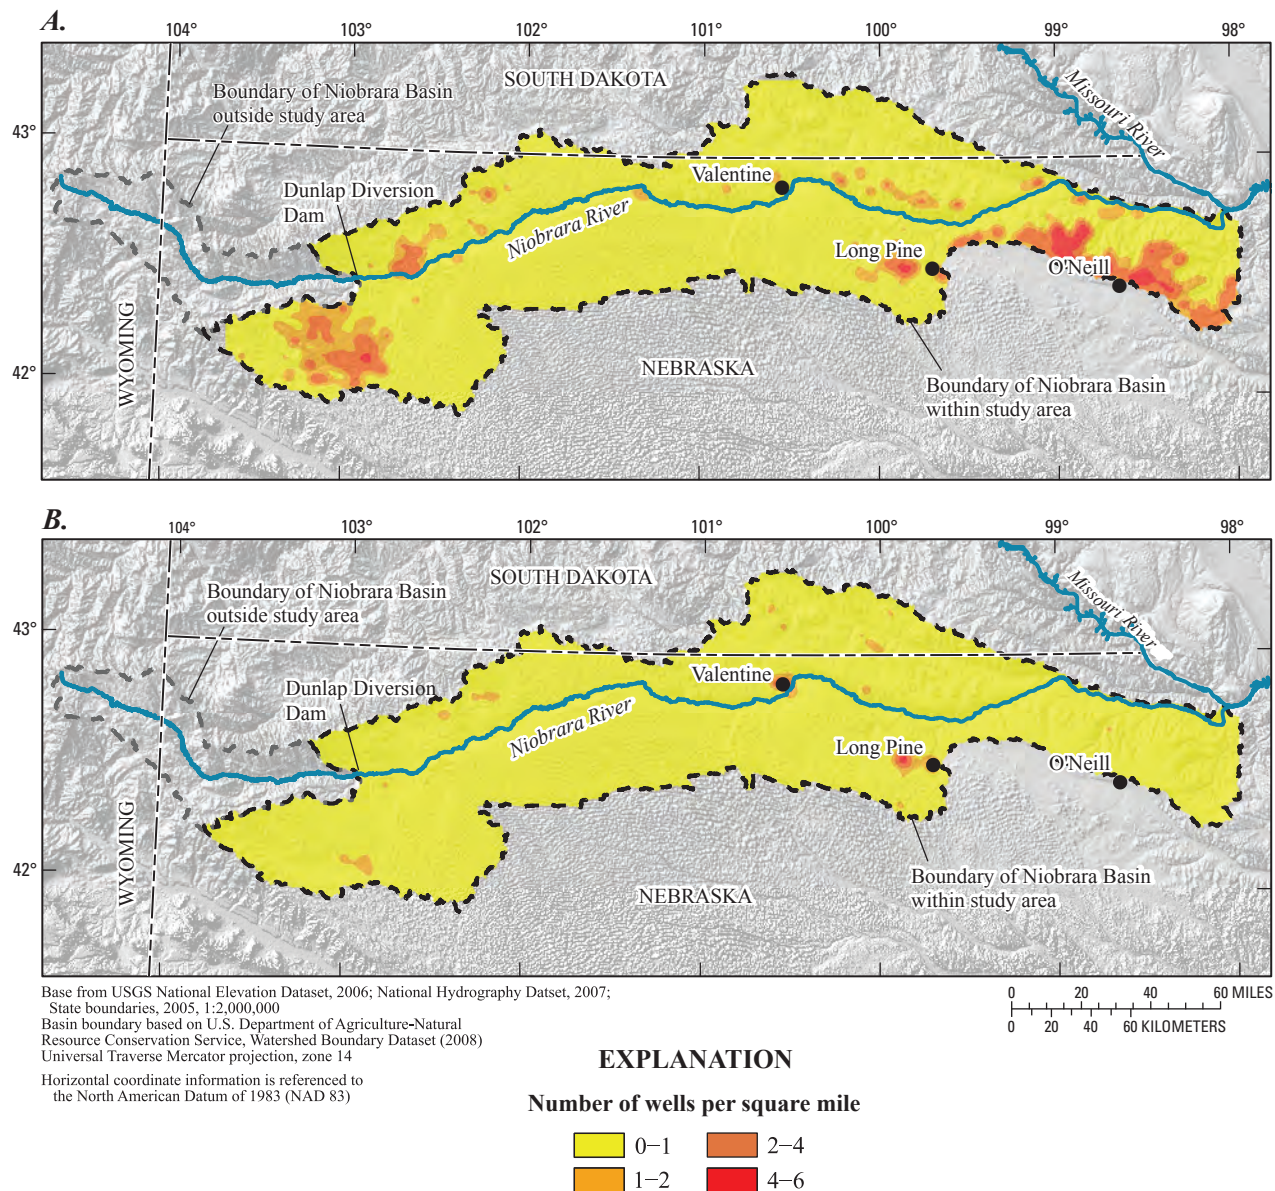 A.
104°
103°
102°
101°
100°
99°
98°
SOUTH DAKOTA
Boundary of Niobrara Basin
outside study area
Missouri River
43°
Valentine
Dunlap Diversion
Dam
Niobrara River
Long Pine
O'Neill
WYOMING
42°
NEBRASKA
Boundary of Niobrara Basin
within study area
B.
104°
103°
102°
101°
100°
99°
98°
SOUTH DAKOTA
Boundary of Niobrara Basin
outside study area
Missouri River
43°
Valentine
Dunlap Diversion
Dam
Niobrara River
Long Pine
O'Neill
WYOMING
42°
NEBRASKA
Boundary of Niobrara Basin
within study area
Base from USGS National Elevation Dataset, 2006; National Hydrography Datset, 2007;
State boundaries, 2005, 1:2,000,000
Basin boundary based on U.S. Department of Agriculture-Natural
Resource Conservation Service, Watershed Boundary Dataset (2008)
Universal Traverse Mercator projection, zone 14
Horizontal coordinate information is referenced to
the North American Datum of 1983 (NAD 83)
0 20 40 60 MILES
0 20 40 60 KILOMETERS
EXPLANATION
Number of wells per square mile
0–1
2–4
1–2
4–6